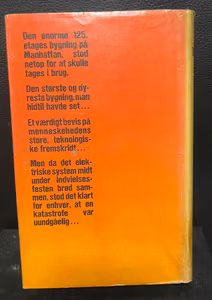 Den enorme 125.
etages bygning på
Manhattan, stod
netop for at skulle
tages i brug.
Den største og dy-
reste bygning, man
hidtil havde set...
Et værdigt bevis på
menneskehedens
store, teknologis-
ke fremskridt...
Men da det elek-
triske system midt
under indvielses-
festen brød sam-
men, stod det klart
for enhver, at en
katastrofe var
uundgåelig...